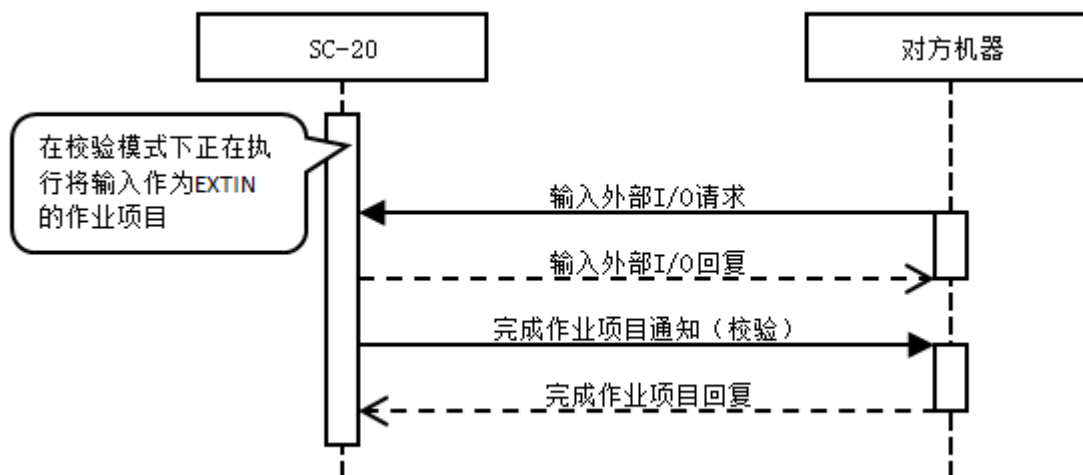 SC-20
对方机器
在校验模式下正在执
行将输入作为EXTIN
的作业项目
输入外部I/O请求
输入外部I/O回复
完成作业项目通知（校验）
完成作业项目回复